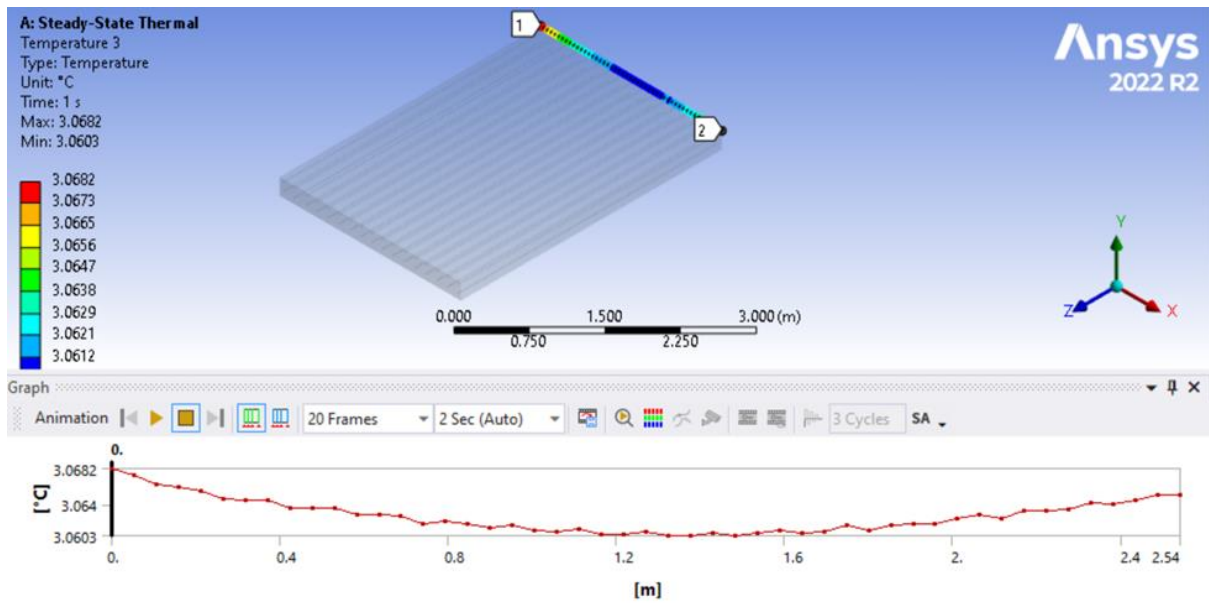 A: Steady-State Thermal
Temperature 3
Type: Temperature
Unit: °C
Time: 1 s
Max: 3.0682
Min: 3.0603
3.0682
3.0673
3.0665
3.0656
3.0647
3.0638
3.0629
3.0621
3.0612
1
2
Ansys
2022 R2
Y
Z
X
0.000 1.500 3.000 (m)
0.750 2.250
Graph
Animation 20 Frames 2 Sec (Auto) 3 Cycles SA
0.
3.0682
3.064
3.0603
[°C]
0. 0.4 0.8 1.2 1.6 2. 2.4 2.54
[m]